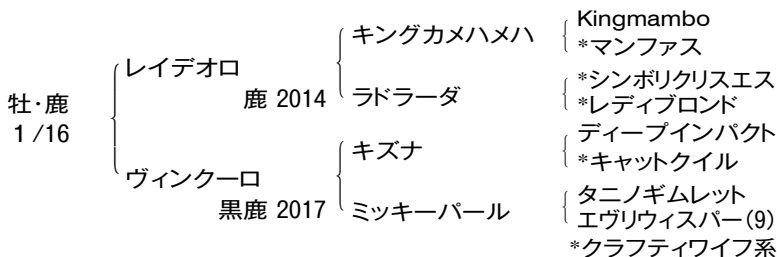 牡・鹿
1/16
レイデオロ
鹿 2014
ヴィンクーロ
黒鹿 2017
キングカメハメハ
ラドラーダ
キズナ
ミッキーパール
Kingmambo
*マンファス
*シンボリクリスエス
*レディブロンド
ディープインパクト
*キャットクイル
タニノギムレット
エヴリウィスパー(9)
*クラフティワイフ系